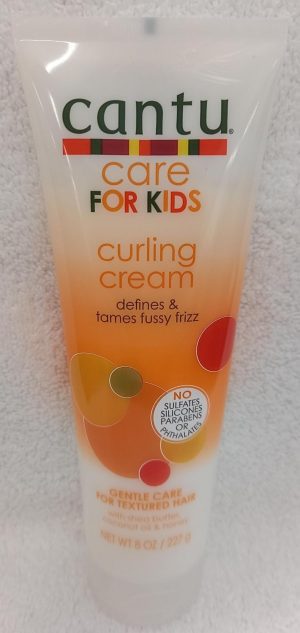 cantu®
care
FOR KIDS
curling
cream
defines &
tames fussy frizz
NO
SULFATES
SILICONES
PARABENS
OR
PHTHALATES
GENTLE CARE
FOR TEXTURED HAIR
with shea butter,
coconut oil & honey
NET WT 8 OZ / 227 g